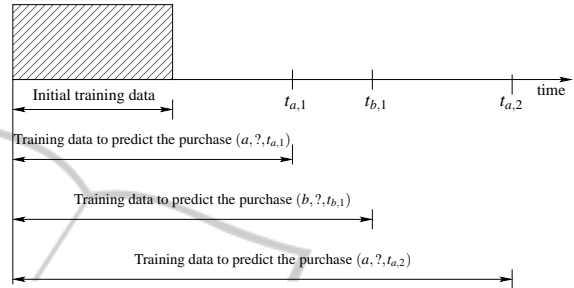 time
Initial training data
t_{a,1} t_{b,1} t_{a,2}
Training data to predict the purchase (a,?,t_{a,1})
Training data to predict the purchase (b,?,t_{b,1})
Training data to predict the purchase (a,?,t_{a,2})